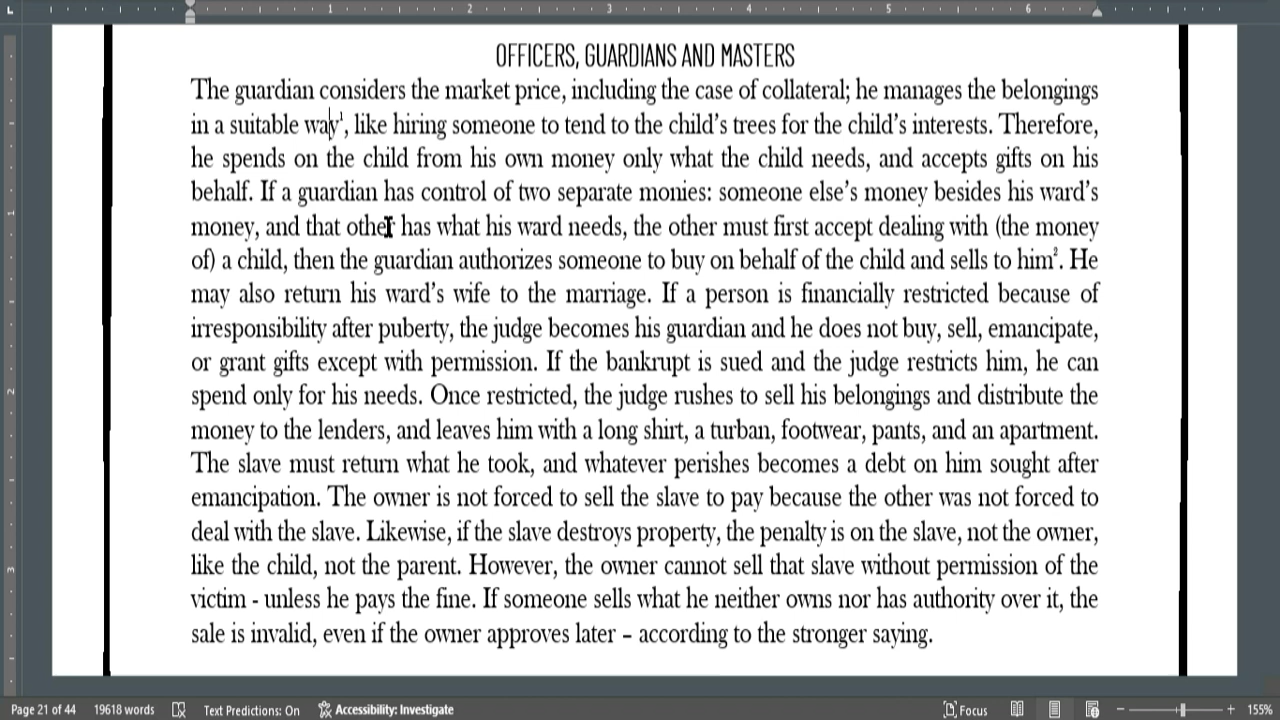 1 2 3 4 5 6
OFFICERS, GUARDIANS AND MASTERS
The guardian considers the market price, including the case of collateral; he manages the belongings
in a suitable way¹, like hiring someone to tend to the child's trees for the child's interests. Therefore,
he spends on the child from his own money only what the child needs, and accepts gifts on his
behalf. If a guardian has control of two separate monies: someone else's money besides his ward's
money, and that other has what his ward needs, the other must first accept dealing with (the money
of) a child, then the guardian authorizes someone to buy on behalf of the child and sells to him². He
may also return his ward's wife to the marriage. If a person is financially restricted because of
irresponsibility after puberty, the judge becomes his guardian and he does not buy, sell, emancipate,
or grant gifts except with permission. If the bankrupt is sued and the judge restricts him, he can
spend only for his needs. Once restricted, the judge rushes to sell his belongings and distribute the
money to the lenders, and leaves him with a long shirt, a turban, footwear, pants, and an apartment.
The slave must return what he took, and whatever perishes becomes a debt on him sought after
emancipation. The owner is not forced to sell the slave to pay because the other was not forced to
deal with the slave. Likewise, if the slave destroys property, the penalty is on the slave, not the owner,
like the child, not the parent. However, the owner cannot sell that slave without permission of the
victim - unless he pays the fine. If someone sells what he neither owns nor has authority over it, the
sale is invalid, even if the owner approves later – according to the stronger saying.
1
2
3
Page 21 of 44 19618 words Text Predictions: On Accessibility: Investigate Focus 155%